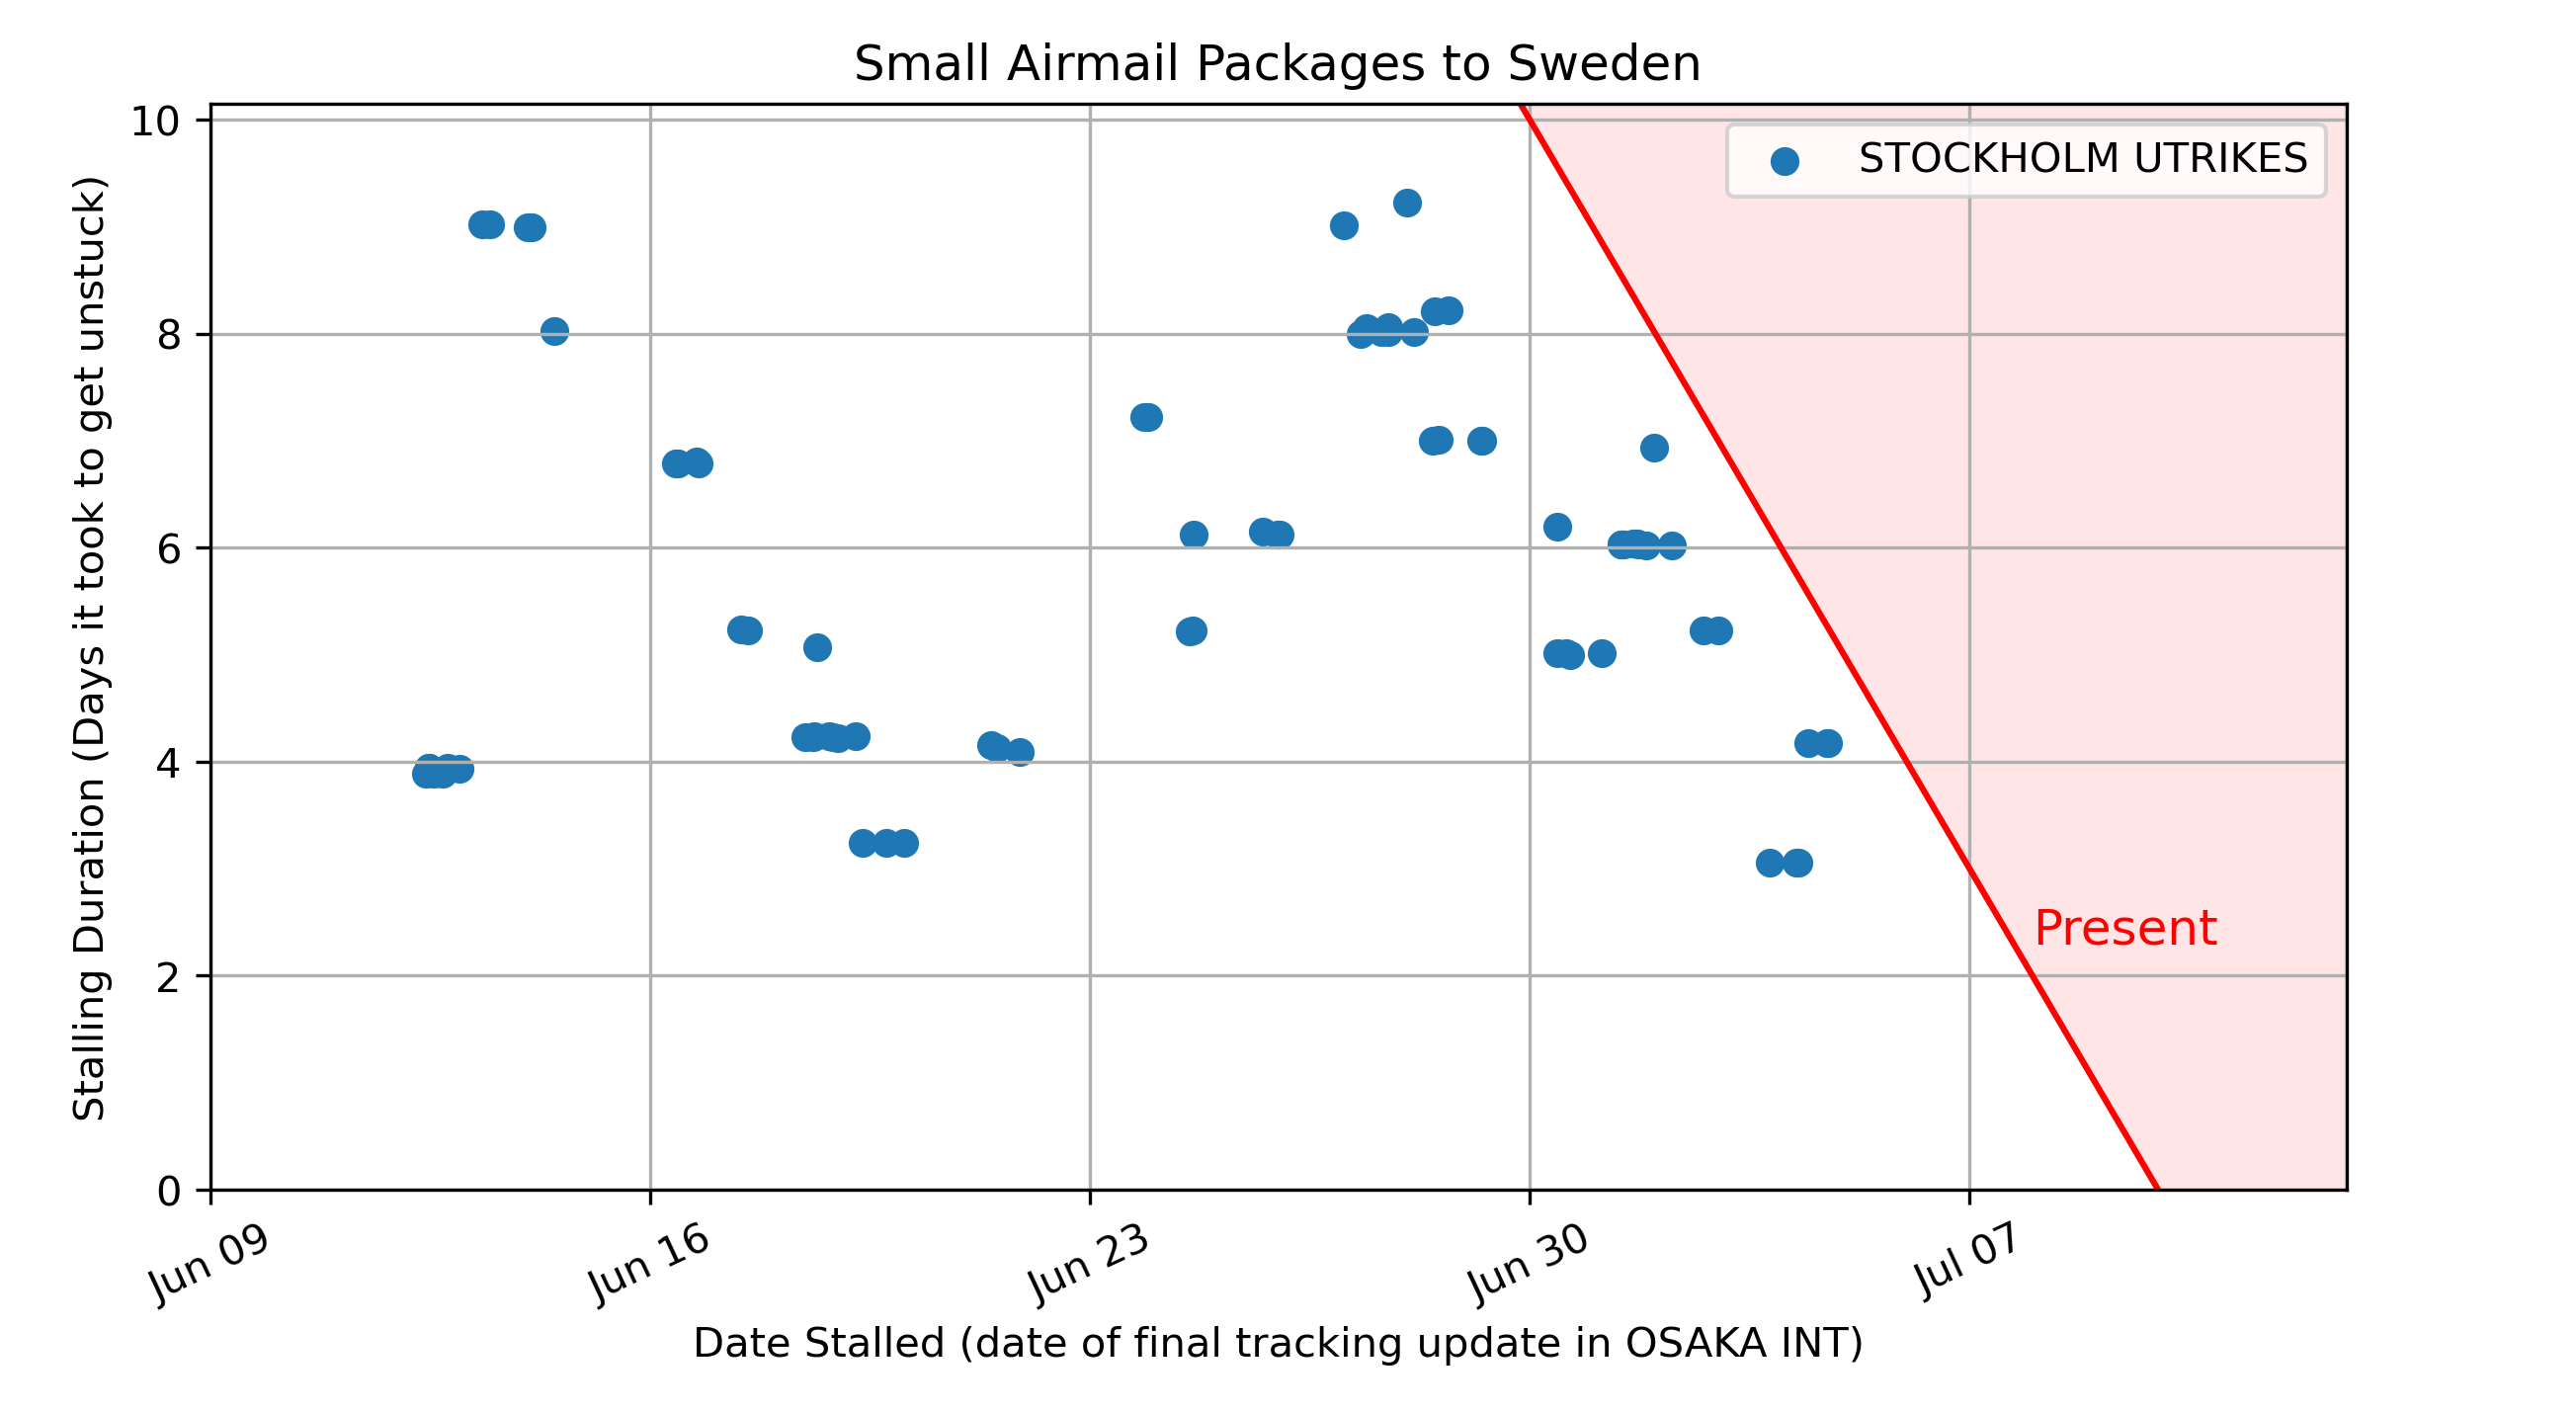 Small Airmail Packages to Sweden
Stalling Duration (Days it took to get unstuck)
10
8
6
4
2
0
STOCKHOLM UTRIKES
Present
Jun 09
Jun 16
Jun 23
Jun 30
Jul 07
Date Stalled (date of final tracking update in OSAKA INT)